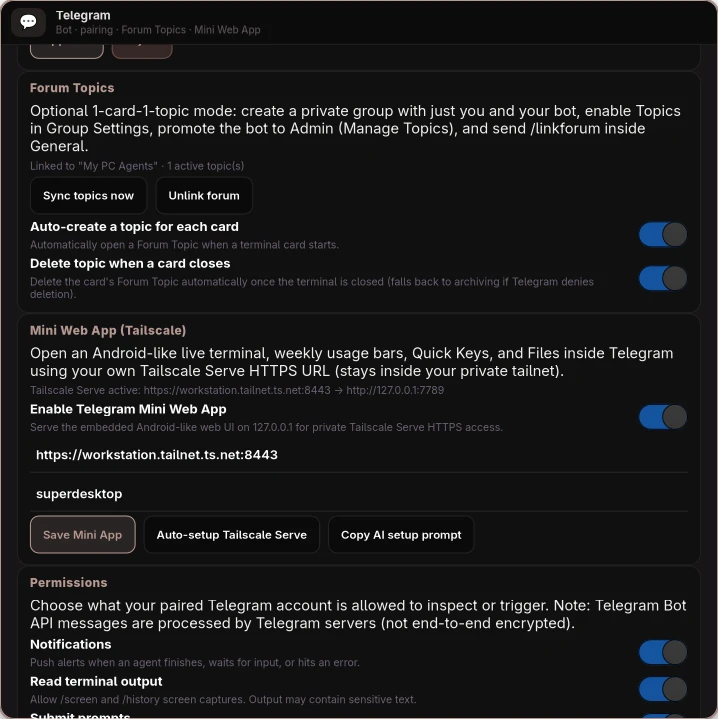 Telegram
Bot · pairing · Forum Topics · Mini Web App
Forum Topics
Optional 1-card-1-topic mode: create a private group with just you and your bot, enable Topics
in Group Settings, promote the bot to Admin (Manage Topics), and send /linkforum inside
General.
Linked to "My PC Agents" · 1 active topic(s)
Sync topics now
Unlink forum
Auto-create a topic for each card
Automatically open a Forum Topic when a terminal card starts.
Delete topic when a card closes
Delete the card's Forum Topic automatically once the terminal is closed (falls back to archiving if Telegram denies
deletion).
Mini Web App (Tailscale)
Open an Android-like live terminal, weekly usage bars, Quick Keys, and Files inside Telegram
using your own Tailscale Serve HTTPS URL (stays inside your private tailnet).
Tailscale Serve active: https://workstation.tailnet.ts.net:8443 → http://127.0.0.1:7789
Enable Telegram Mini Web App
Serve the embedded Android-like web UI on 127.0.0.1 for private Tailscale Serve HTTPS access.
https://workstation.tailnet.ts.net:8443
superdesktop
Save Mini App
Auto-setup Tailscale Serve
Copy AI setup prompt
Permissions
Choose what your paired Telegram account is allowed to inspect or trigger. Note: Telegram Bot
API messages are processed by Telegram servers (not end-to-end encrypted).
Notifications
Push alerts when an agent finishes, waits for input, or hits an error.
Read terminal output
Allow /screen and /history screen captures. Output may contain sensitive text.
Submit prompts